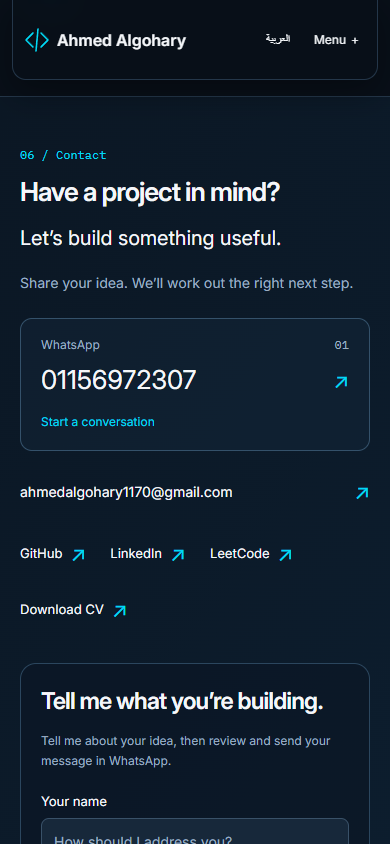 Ahmed Algohary
العربية
Menu +
06 / Contact
Have a project in mind?
Let’s build something useful.
Share your idea. We’ll work out the right next step.
WhatsApp
01
01156972307
Start a conversation
ahmedalgohary1170@gmail.com
GitHub
LinkedIn
LeetCode
Download CV
Tell me what you’re building.
Tell me about your idea, then review and send your
message in WhatsApp.
Your name
How should I address you?